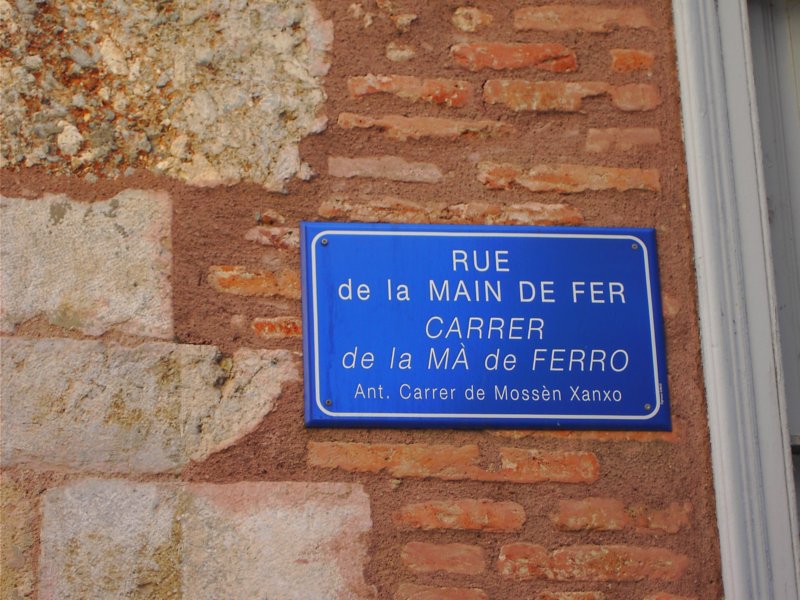 RUE
de la MAIN DE FER
CARRER
de la MÀ de FERRO
Ant. Carrer de Mossèn Xanxo